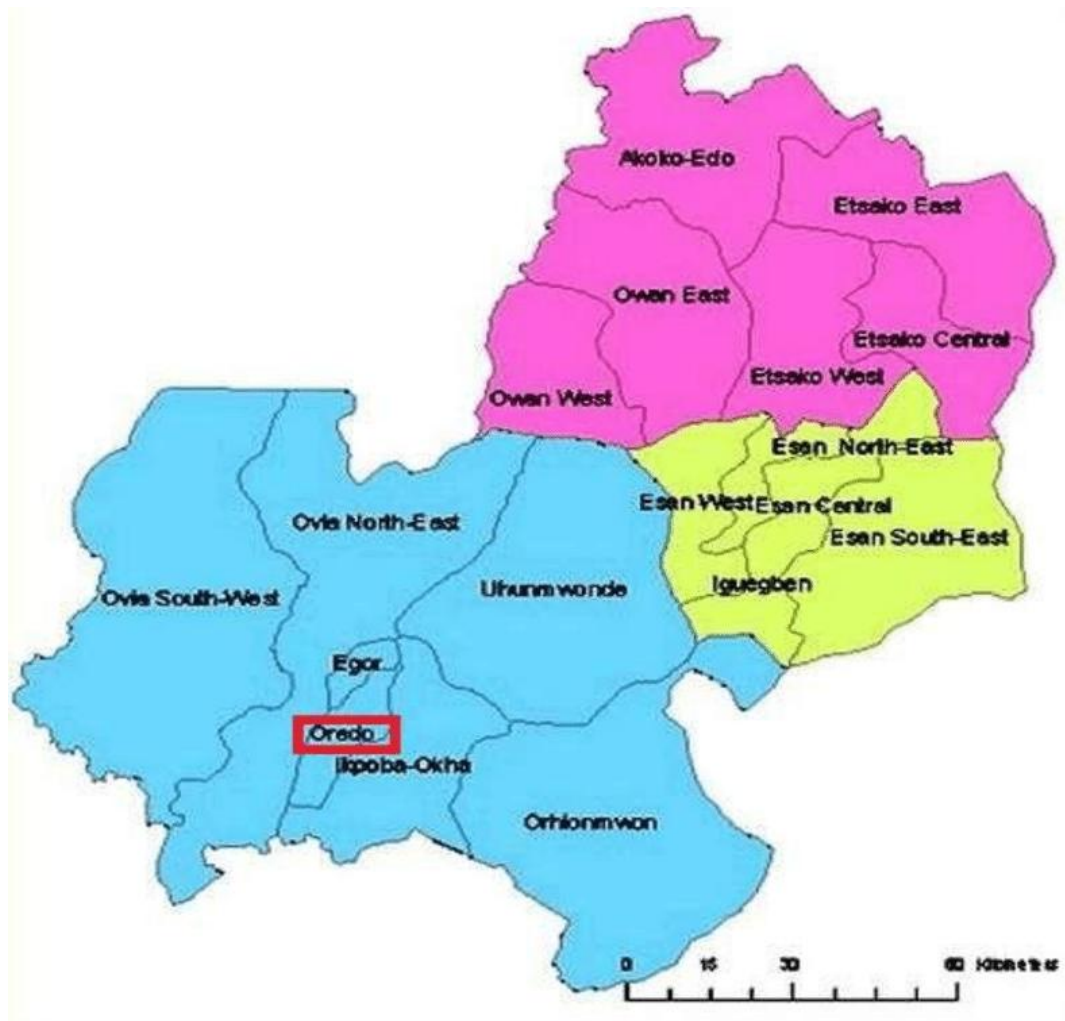 Akoko-Edo
Etsako East
Owan East
Etsako Central
Etsako West
Owan West
Esan North-East
Esan West Esan Central
Ovia North-East
Esan South-East
Uhunmwonde
Iguegben
Ovia South-West
Egor
Oredo
Ikpoba-Okha
Orhionmwon
0 15 30 60 Kilometers